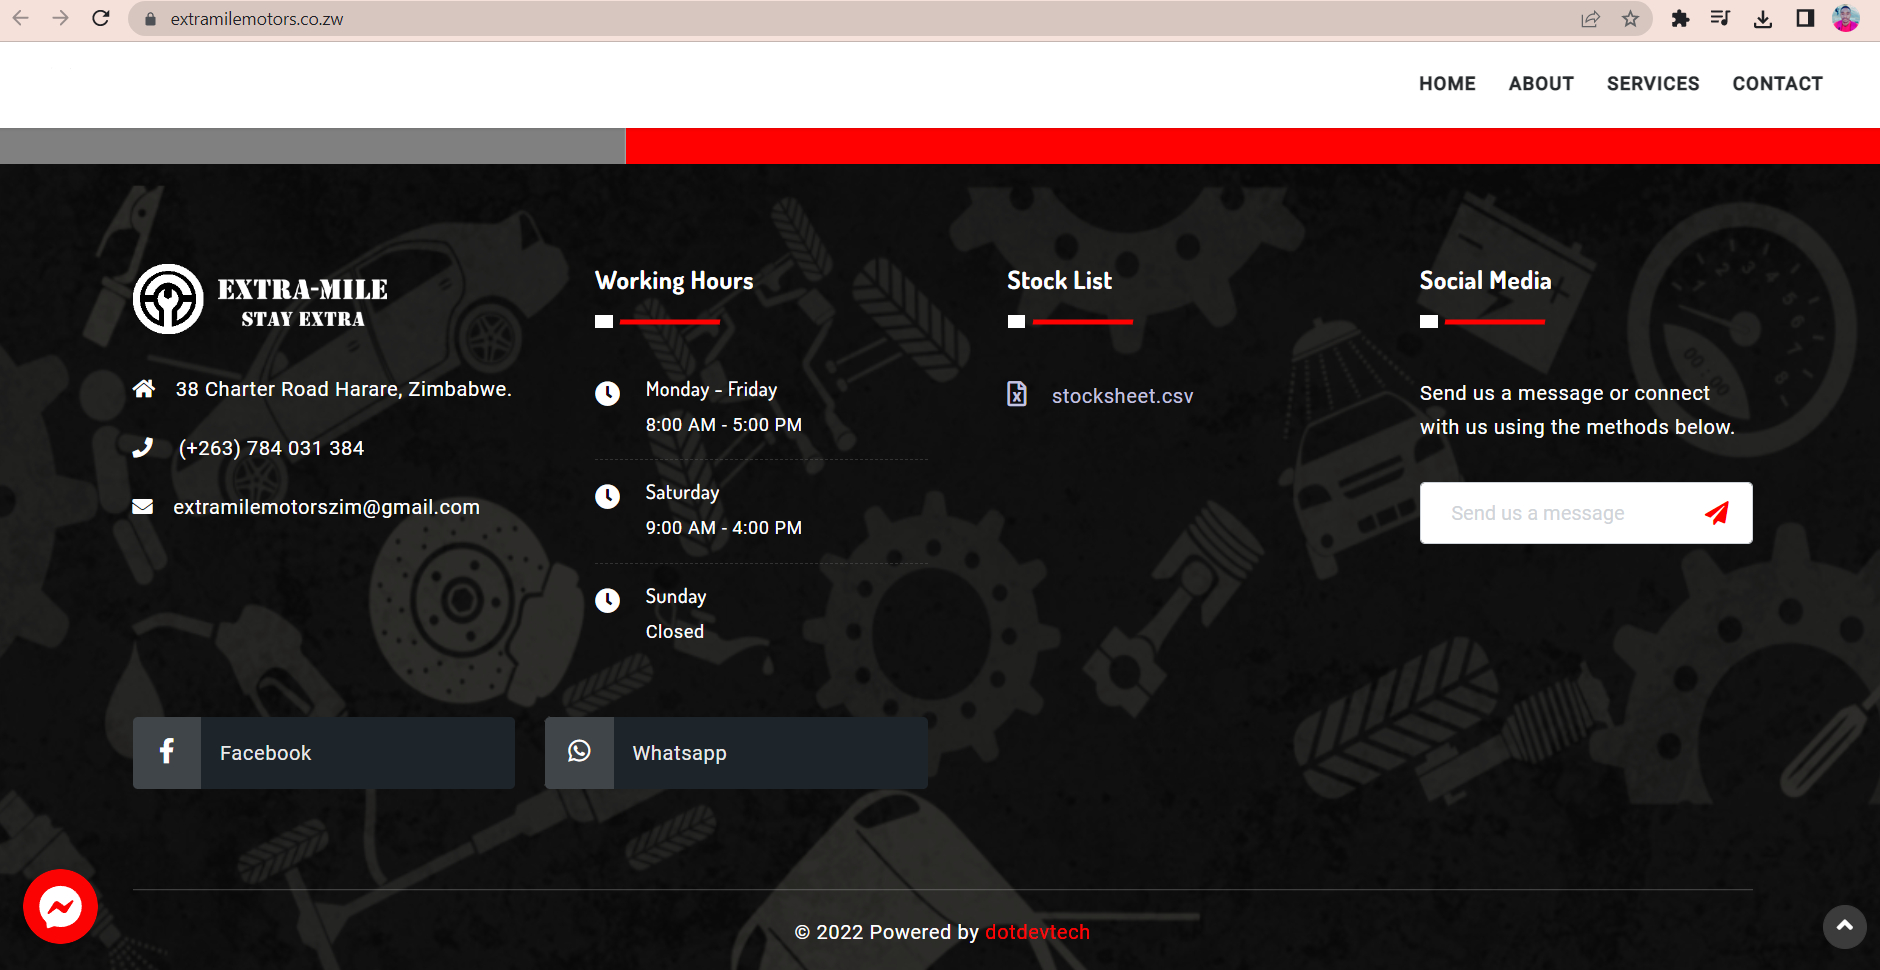 extramilemotors.co.zw
HOME ABOUT SERVICES CONTACT
EXTRA-MILE
STAY EXTRA
38 Charter Road Harare, Zimbabwe.
(+263) 784 031 384
extramilemotorszim@gmail.com
Working Hours
Monday - Friday
8:00 AM - 5:00 PM
Saturday
9:00 AM - 4:00 PM
Sunday
Closed
Stock List
stocksheet.csv
Social Media
Send us a message or connect
with us using the methods below.
Send us a message
Facebook
Whatsapp
© 2022 Powered by dotdevtech